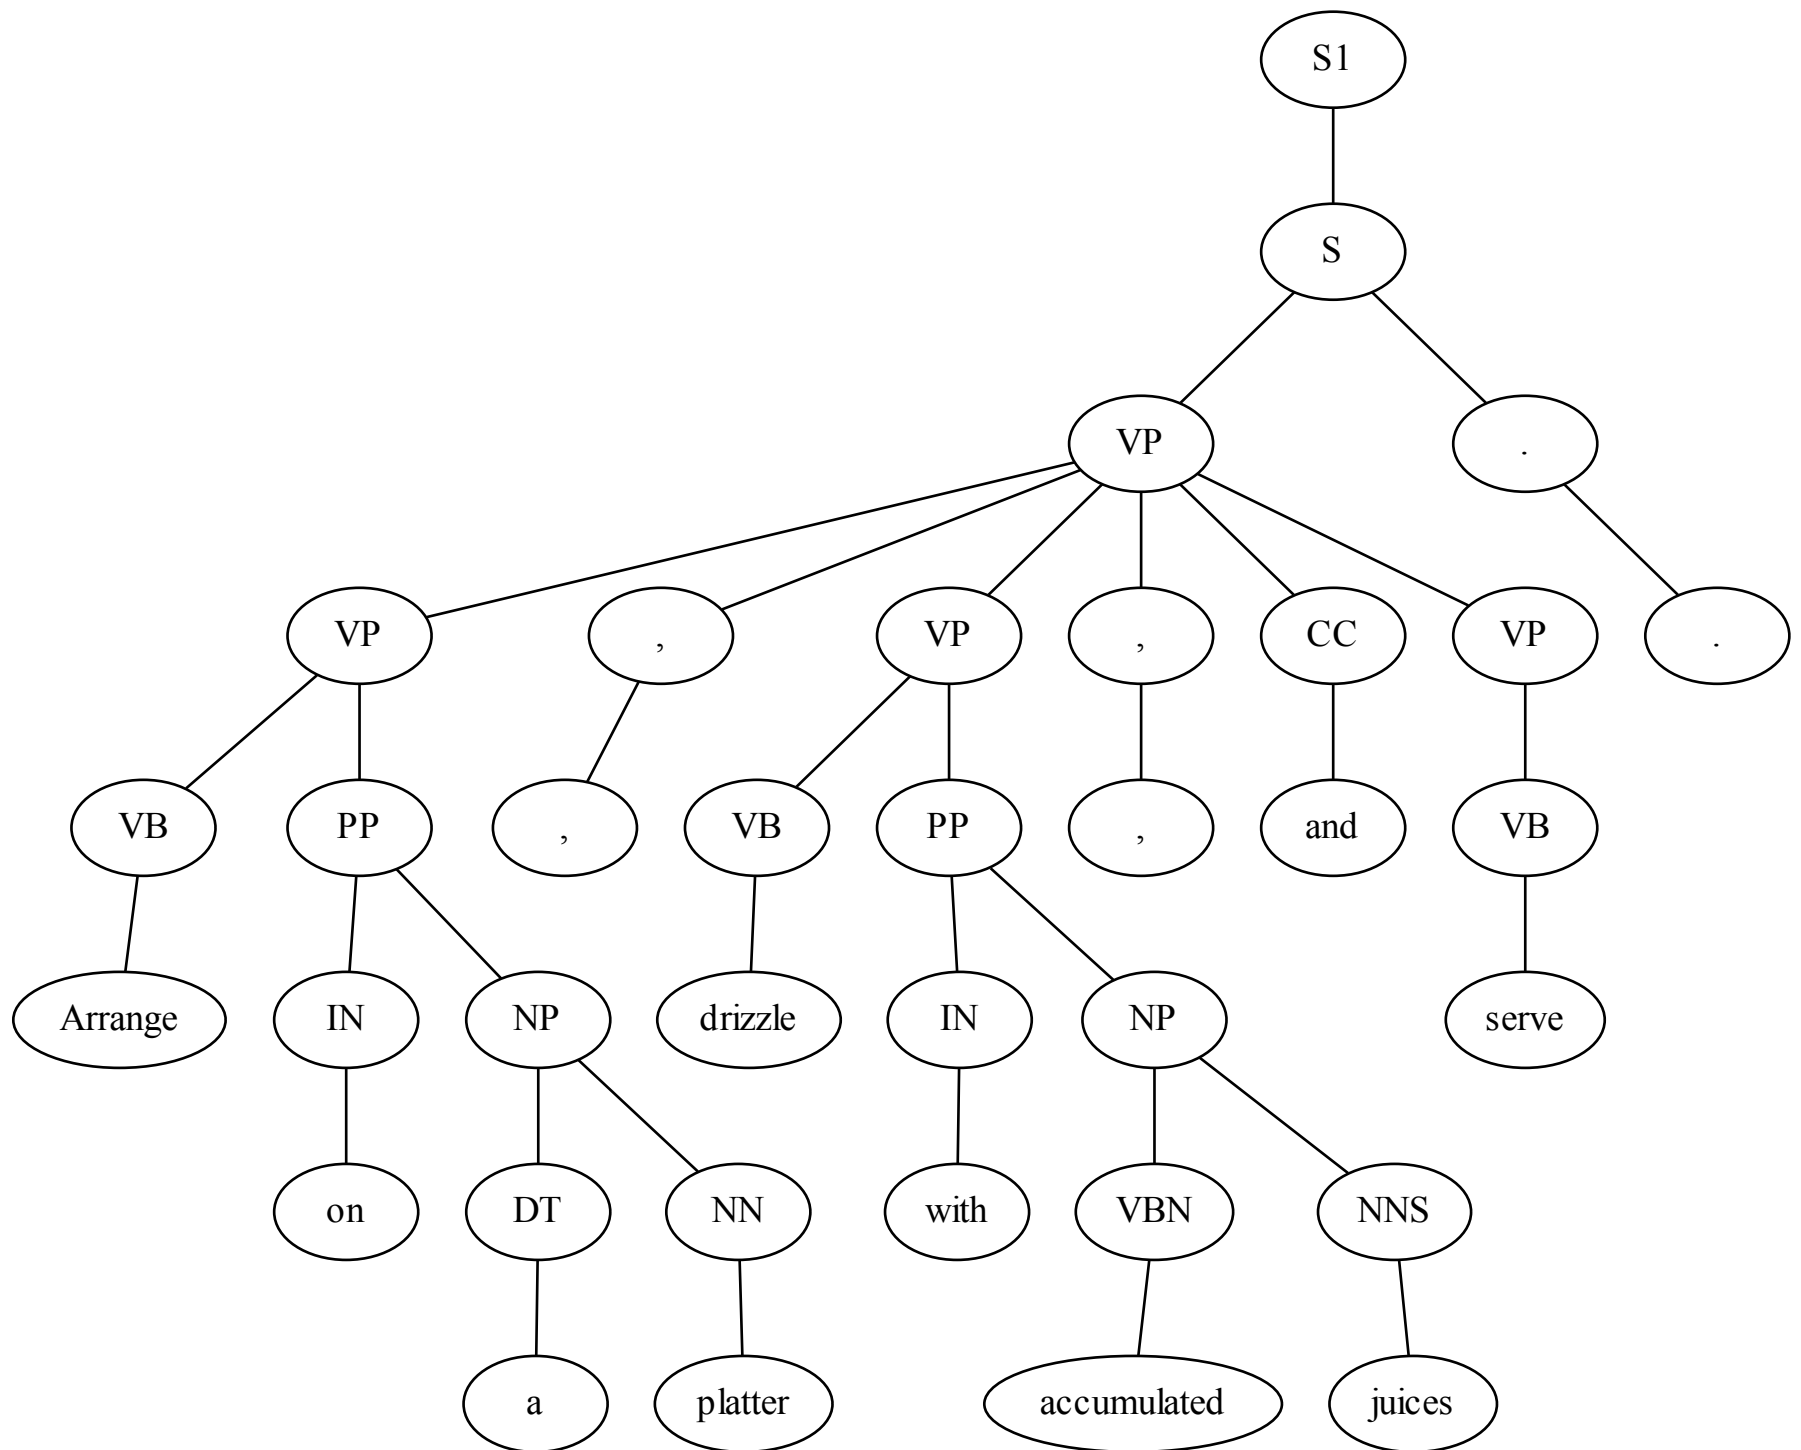 S1
S
VP .
VP , VP , CC VP .
VB PP , VB PP , and VB
Arrange IN NP drizzle IN NP serve
on DT NN with VBN NNS
a platter accumulated juices